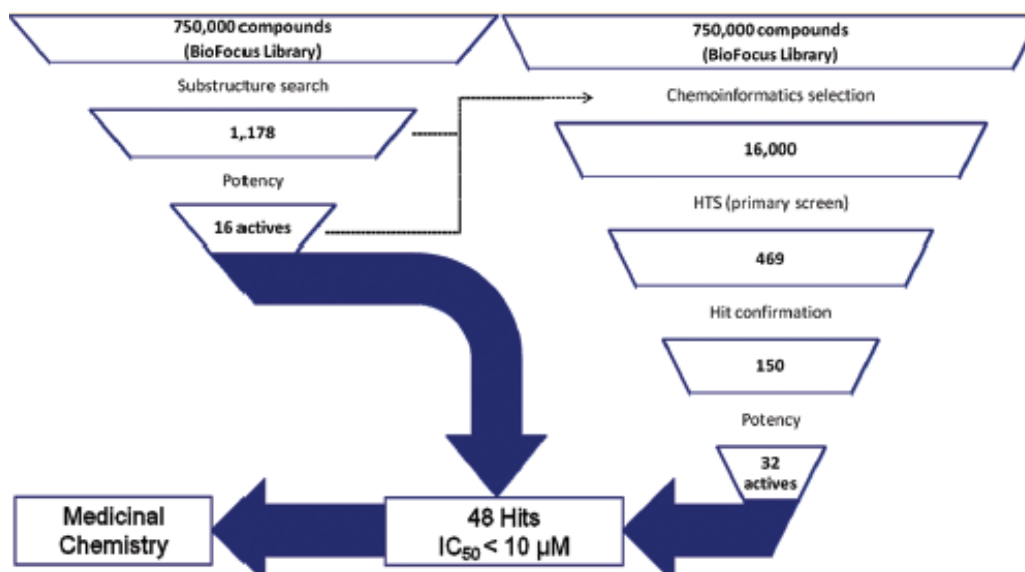 750,000 compounds
(BioFocus Library)
Substructure search
1,178
Potency
16 actives
750,000 compounds
(BioFocus Library)
Chemoinformatics selection
16,000
HTS (primary screen)
469
Hit confirmation
150
Potency
32
actives
48 Hits
IC50 < 10 µM
Medicinal
Chemistry